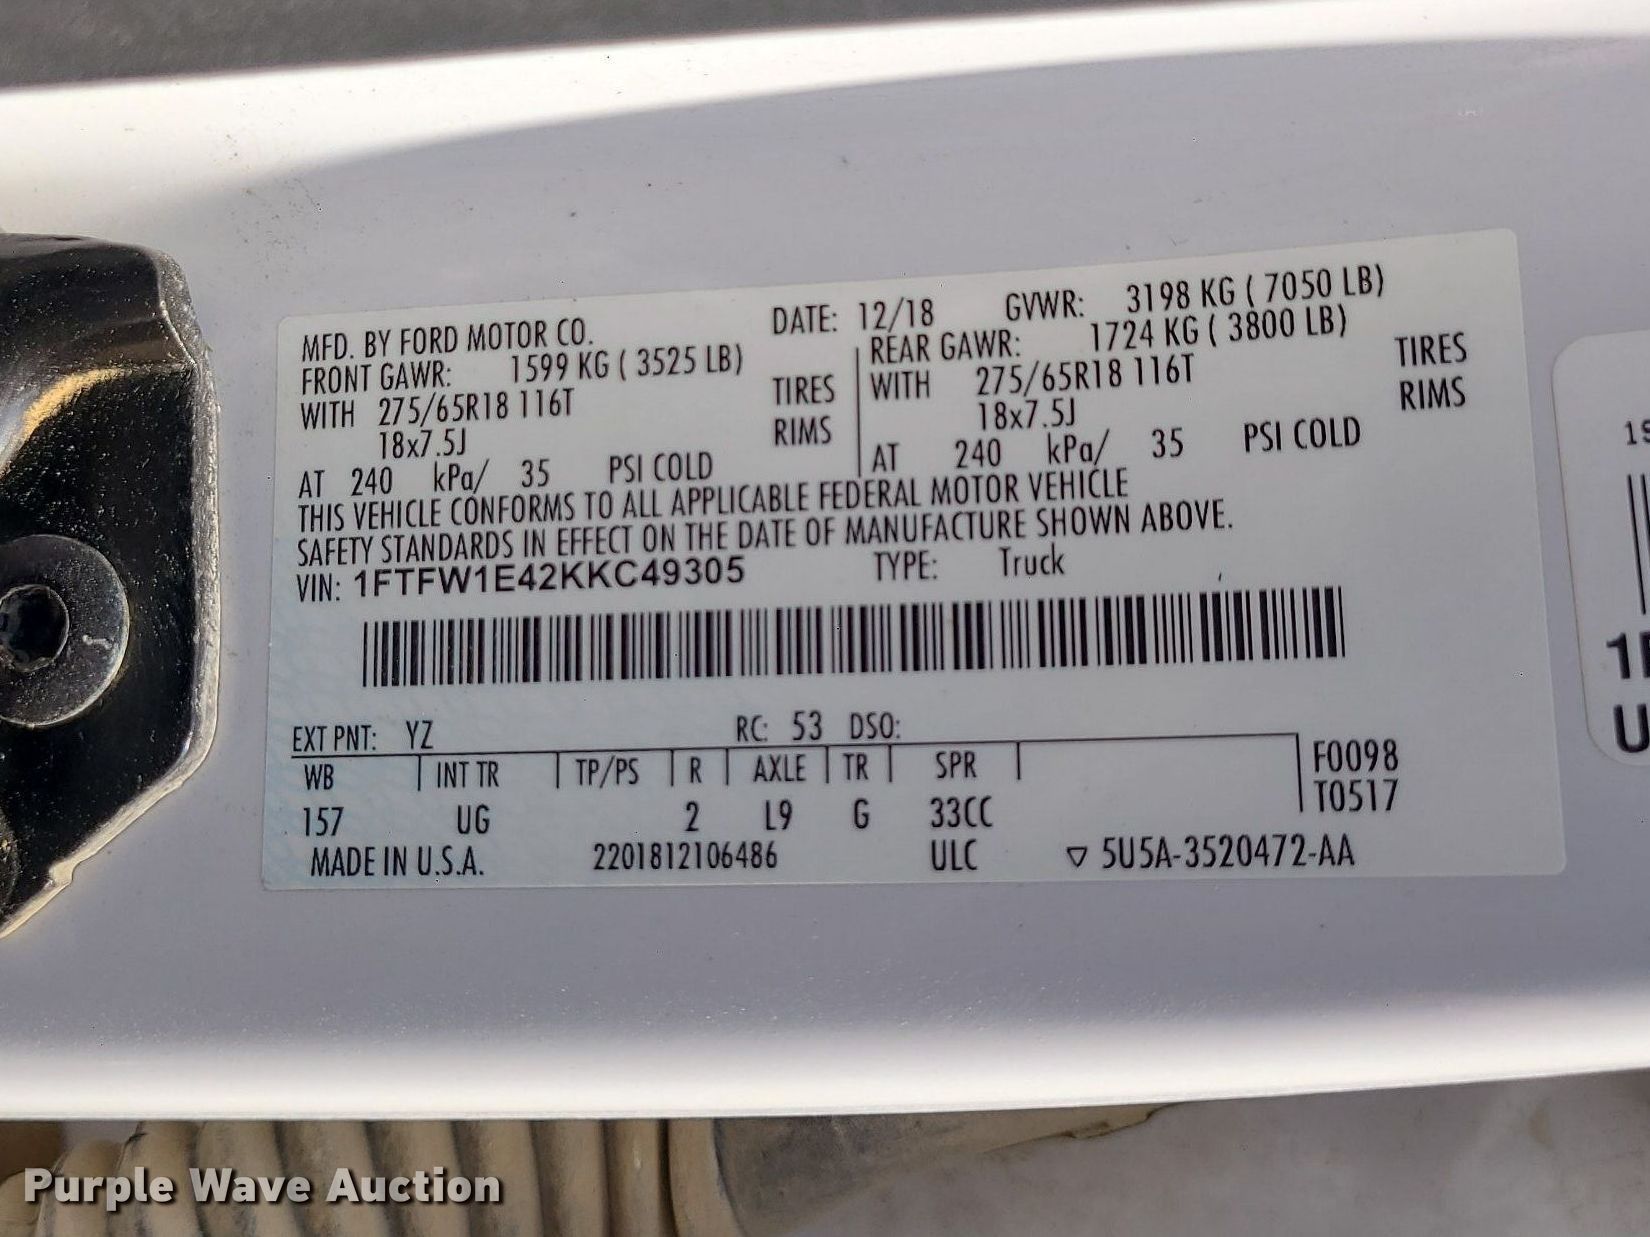 MFD. BY FORD MOTOR CO. DATE: 12/18 GVWR: 3198 KG ( 7050 LB)
FRONT GAWR: 1599 KG ( 3525 LB) REAR GAWR: 1724 KG ( 3800 LB)
WITH 275/65R18 116T TIRES WITH 275/65R18 116T TIRES
18x7.5J RIMS 18x7.5J RIMS
AT 240 kPa/ 35 PSI COLD AT 240 kPa/ 35 PSI COLD
THIS VEHICLE CONFORMS TO ALL APPLICABLE FEDERAL MOTOR VEHICLE
SAFETY STANDARDS IN EFFECT ON THE DATE OF MANUFACTURE SHOWN ABOVE.
VIN: 1FTFW1E42KKC49305 TYPE: Truck
EXT PNT: YZ RC: 53 DSO:
WB INT TR TP/PS R AXLE TR SPR F0098
157 UG 2 L9 G 33CC T0517
MADE IN U.S.A. 2201812106486 ULC ▽ 5U5A-3520472-AA
Purple Wave Auction